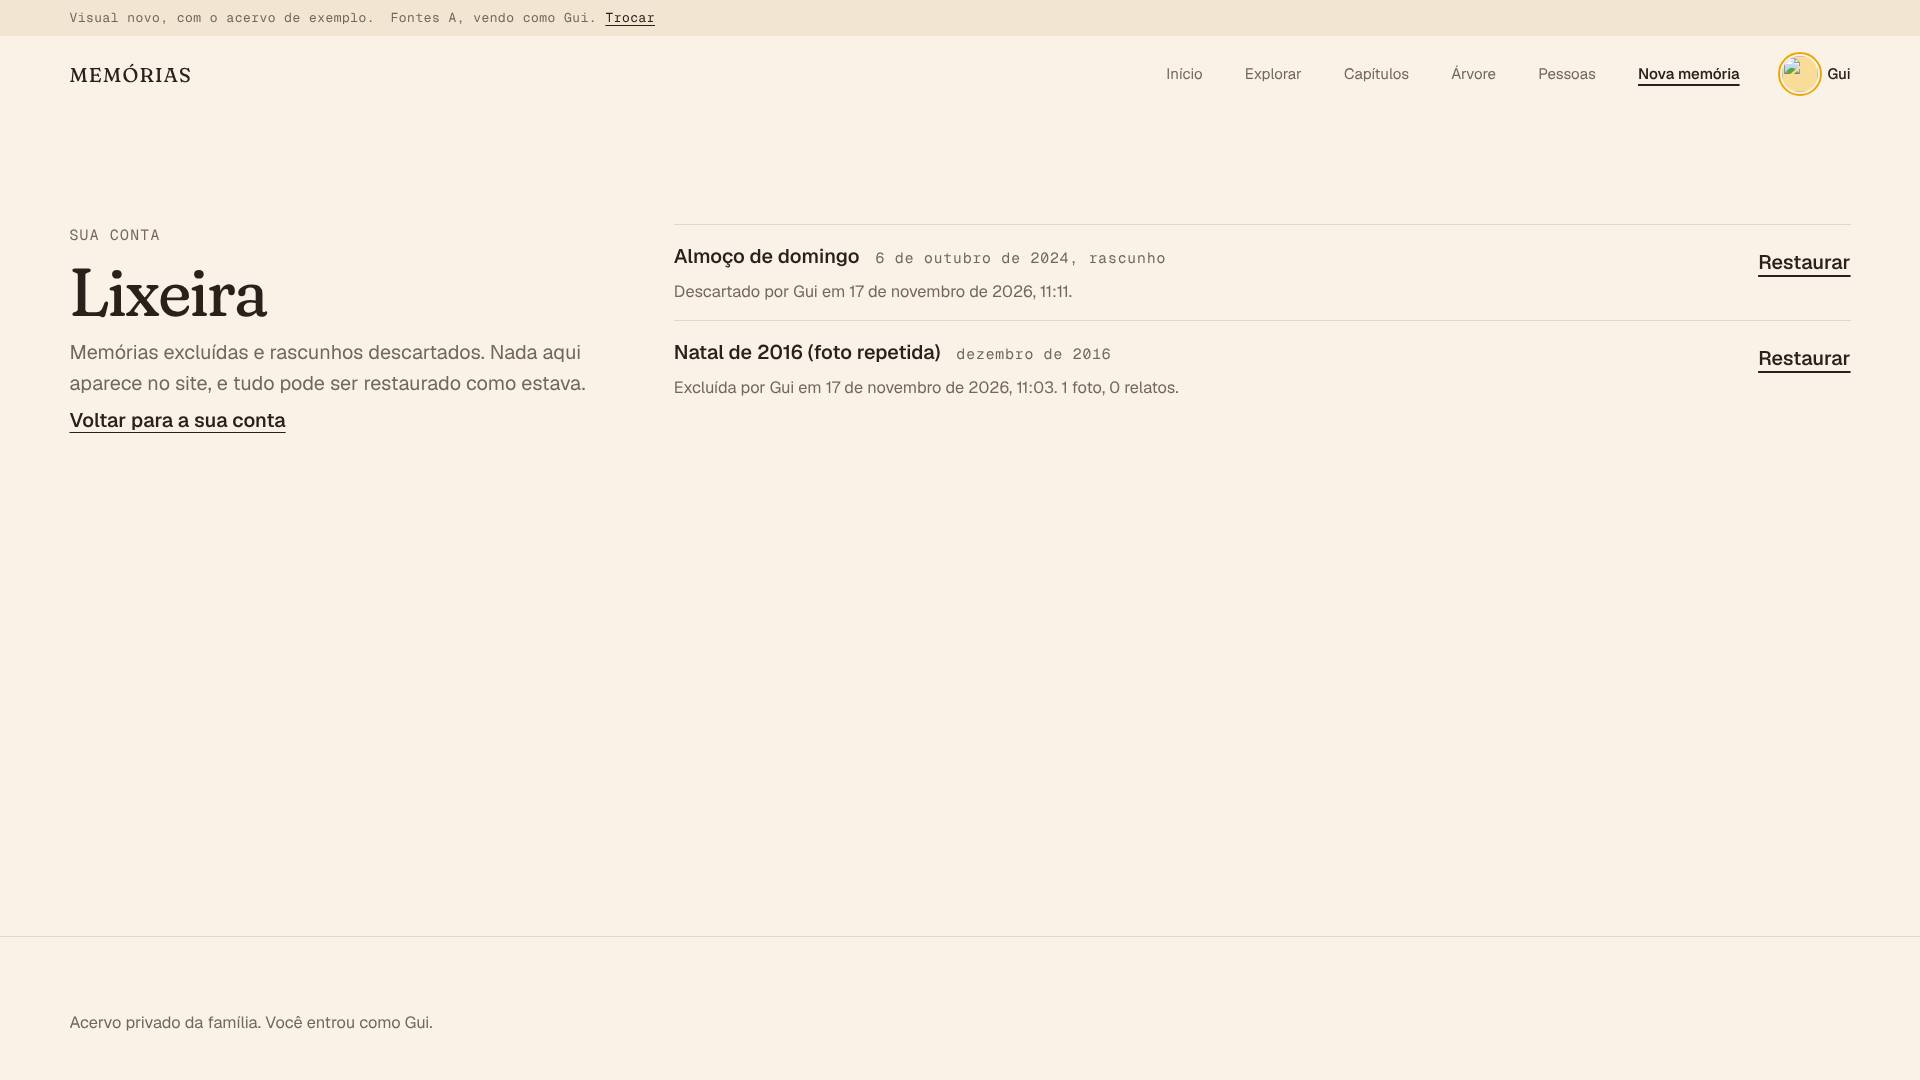 Visual novo, com o acervo de exemplo. Fontes A, vendo como Gui. Trocar
MEMÓRIAS
Início Explorar Capítulos Árvore Pessoas Nova memória Gui
SUA CONTA
Lixeira
Memórias excluídas e rascunhos descartados. Nada aqui
aparece no site, e tudo pode ser restaurado como estava.
Voltar para a sua conta
Almoço de domingo 6 de outubro de 2024, rascunho
Restaurar
Descartado por Gui em 17 de novembro de 2026, 11:11.
Natal de 2016 (foto repetida) dezembro de 2016
Restaurar
Excluída por Gui em 17 de novembro de 2026, 11:03. 1 foto, 0 relatos.
Acervo privado da família. Você entrou como Gui.